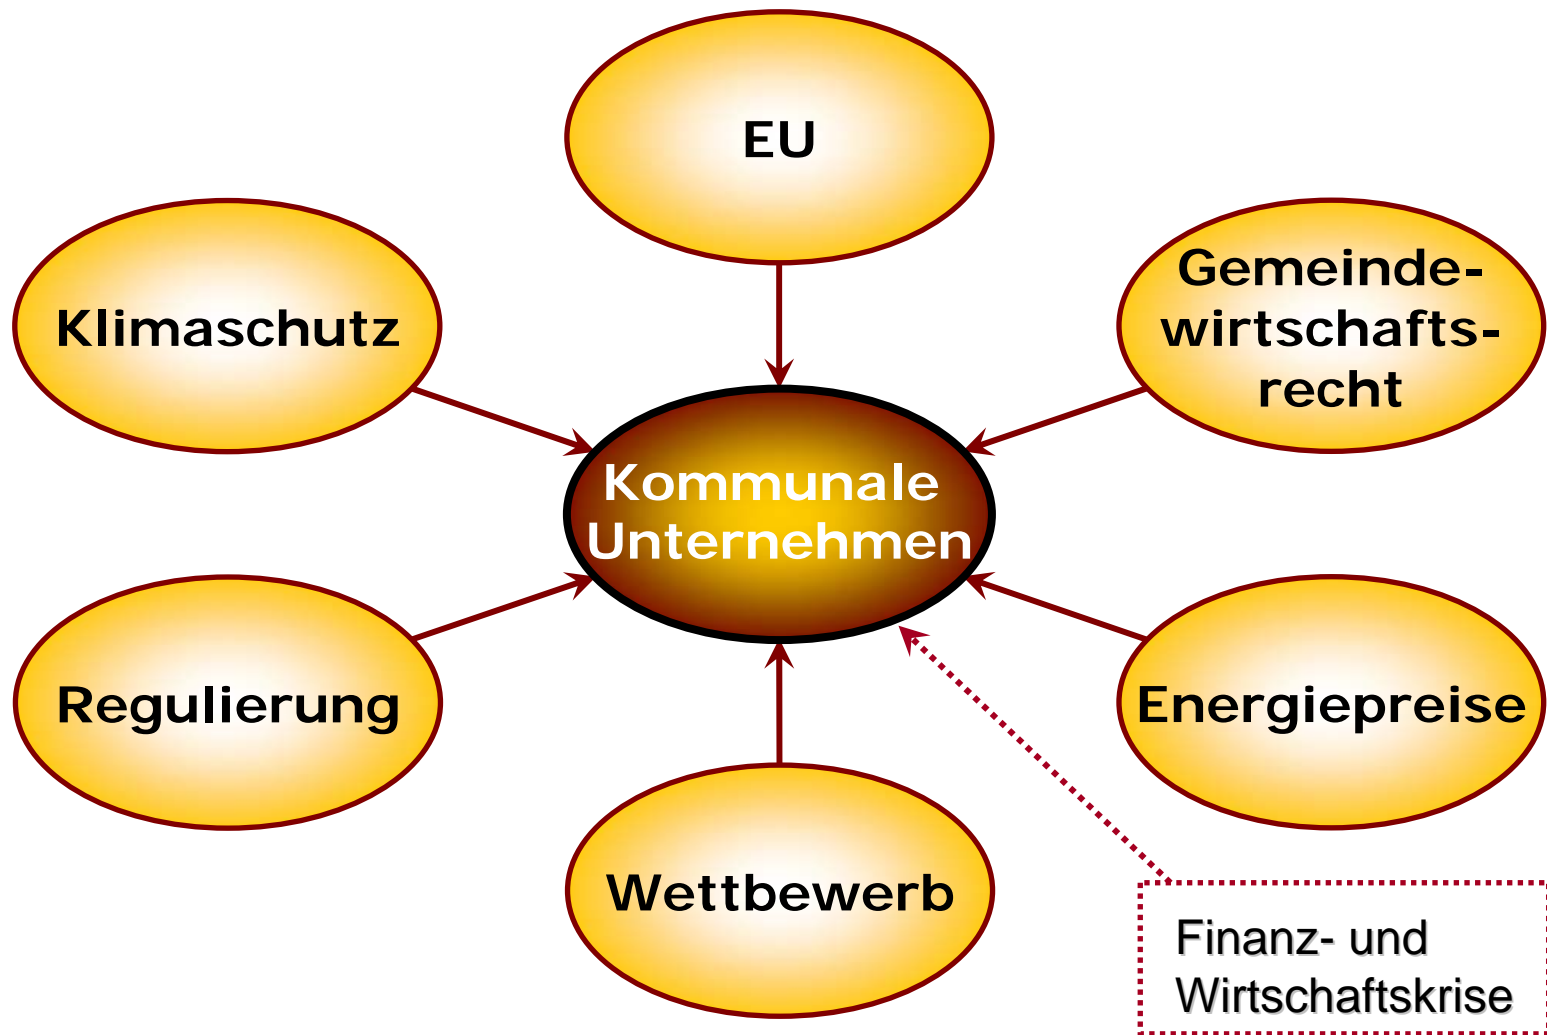 EU
Klimaschutz
Gemeinde-
wirtschafts-
recht
Kommunale
Unternehmen
Regulierung
Energiepreise
Wettbewerb
Finanz- und
Wirtschaftskrise